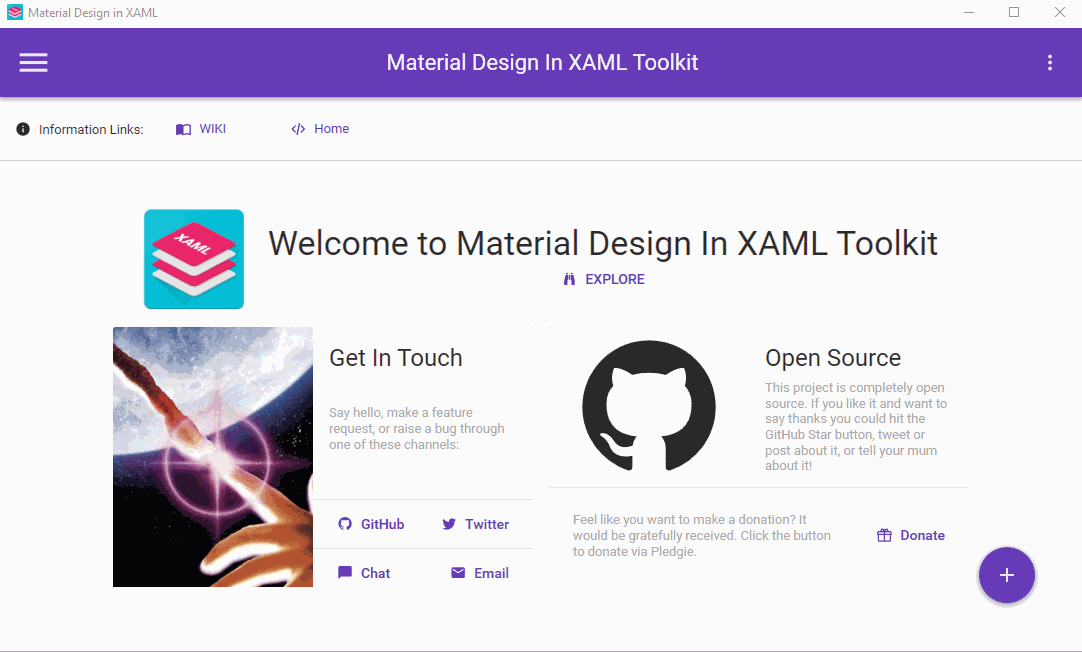 Material Design in XAML
Material Design In XAML Toolkit
Information Links:
WIKI
Home
XAML
Welcome to Material Design In XAML Toolkit
EXPLORE
Get In Touch
Say hello, make a feature
request, or raise a bug through
one of these channels:
GitHub
Twitter
Chat
Email
Open Source
This project is completely open
source. If you like it and want to
say thanks you could hit the
GitHub Star button, tweet or
post about it, or tell your mum
about it!
Feel like you want to make a donation? It
would be gratefully received. Click the button
to donate via Pledgie.
Donate